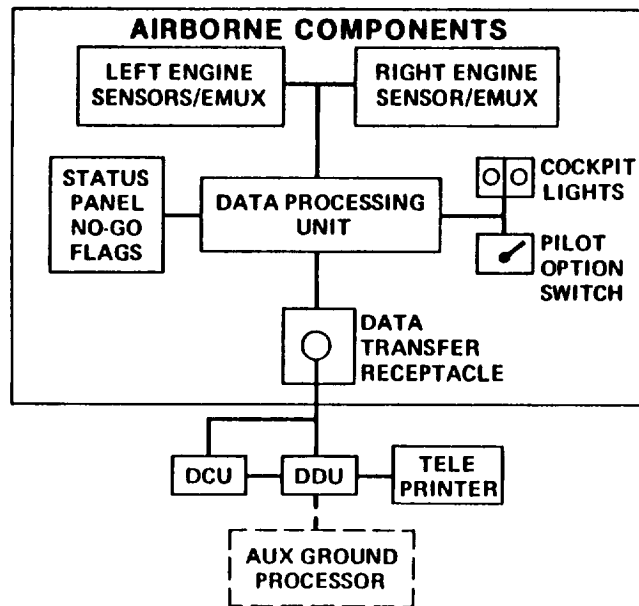 AIRBORNE COMPONENTS
LEFT ENGINE
SENSORS/EMUX
RIGHT ENGINE
SENSOR/EMUX
STATUS
PANEL
NO-GO
FLAGS
DATA PROCESSING
UNIT
COCKPIT
LIGHTS
PILOT
OPTION
SWITCH
DATA
TRANSFER
RECEPTACLE
DCU
DDU
TELE
PRINTER
AUX GROUND
PROCESSOR